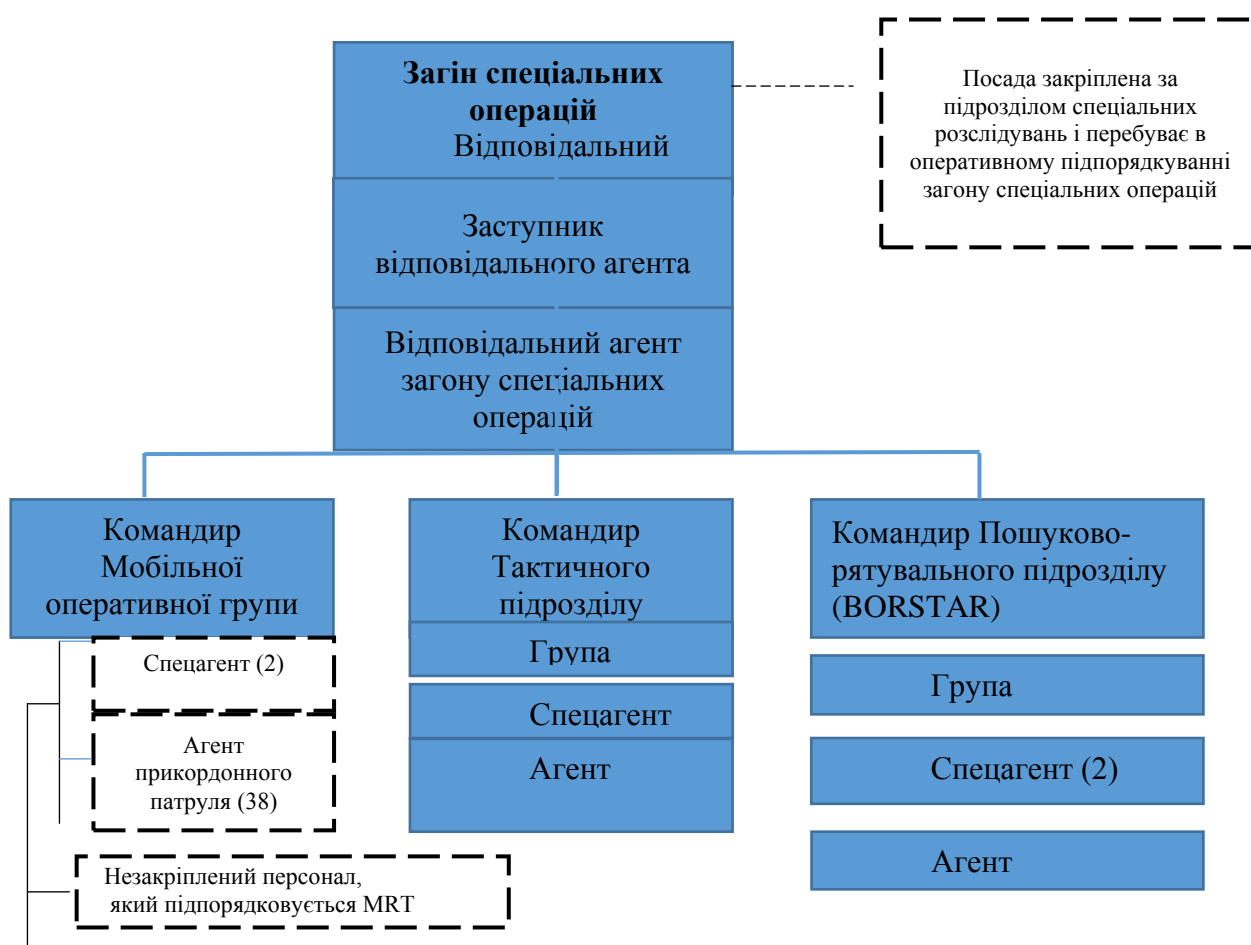 Загін спеціальних
операцій
Відповідальний
Посада закріплена за
підрозділом спеціальних
розслідувань і перебуває в
оперативному підпорядкуванні
загону спеціальних операцій
Заступник
відповідального агента
Відповідальний агент
загону спеціальних
операцій
Командир
Мобільної
оперативної групи
Спецагент (2)
Агент
прикордонного
патруля (38)
Незакріплений персонал,
який підпорядковується MRT
Командир
Тактичного
підрозділу
Група
Спецагент
Агент
Командир Пошуково-
рятувального підрозділу
(BORSTAR)
Група
Спецагент (2)
Агент